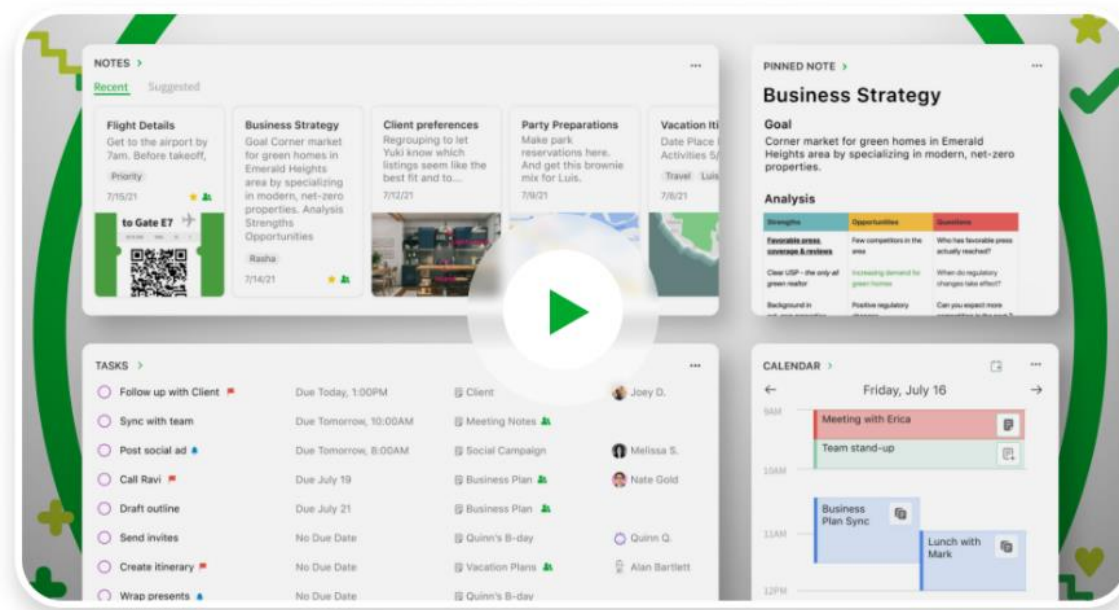 NOTES >
Recent Suggested
Flight Details
Get to the airport by
7am. Before takeoff,
Priority
7/15/21
to Gate E7
Business Strategy
Goal Corner market
for green homes in
Emerald Heights
area by specializing
in modern, net-zero
properties. Analysis
Strengths
Opportunities
Rasha
7/14/21
Client preferences
Regrouping to let
Yuki know which
listings seem like the
best fit and to...
7/12/21
Party Preparations
Make park
reservations here.
And get this brownie
mix for Luis.
Vacation Iti
Date Place
Activities 5/
Travel Luis
PINNED NOTE >
Business Strategy
Goal
Corner market for green homes in Emerald
Heights area by specializing in modern, net-zero
properties.
Analysis
Strengths Opportunities Questions
Favorable press
coverage & reviews
Few competitors in the
area
Who has favorable press
actually reached?
Clear USP - the only all
green realtor
Increasing demand for
green homes
When do regulatory
changes take effect?
Background in
Positive regulatory
Can you expect more
TASKS >
Follow up with Client Due Today, 1:00PM Client Joey D.
Sync with team Due Tomorrow, 10:00AM Meeting Notes
Post social ad Due Tomorrow, 8:00AM Social Campaign Melissa S.
Call Ravi Due July 19 Business Plan Nate Gold
Draft outline Due July 21 Business Plan
Send invites No Due Date Quinn's B-day Quinn Q.
Create itinerary No Due Date Vacation Plans Alan Bartlett
Wrap presents No Due Date Quinn's B-day
CALENDAR >
Friday, July 16
9AM
Meeting with Erica
Team stand-up
10AM
Business
Plan Sync
11AM
Lunch with
Mark
12PM